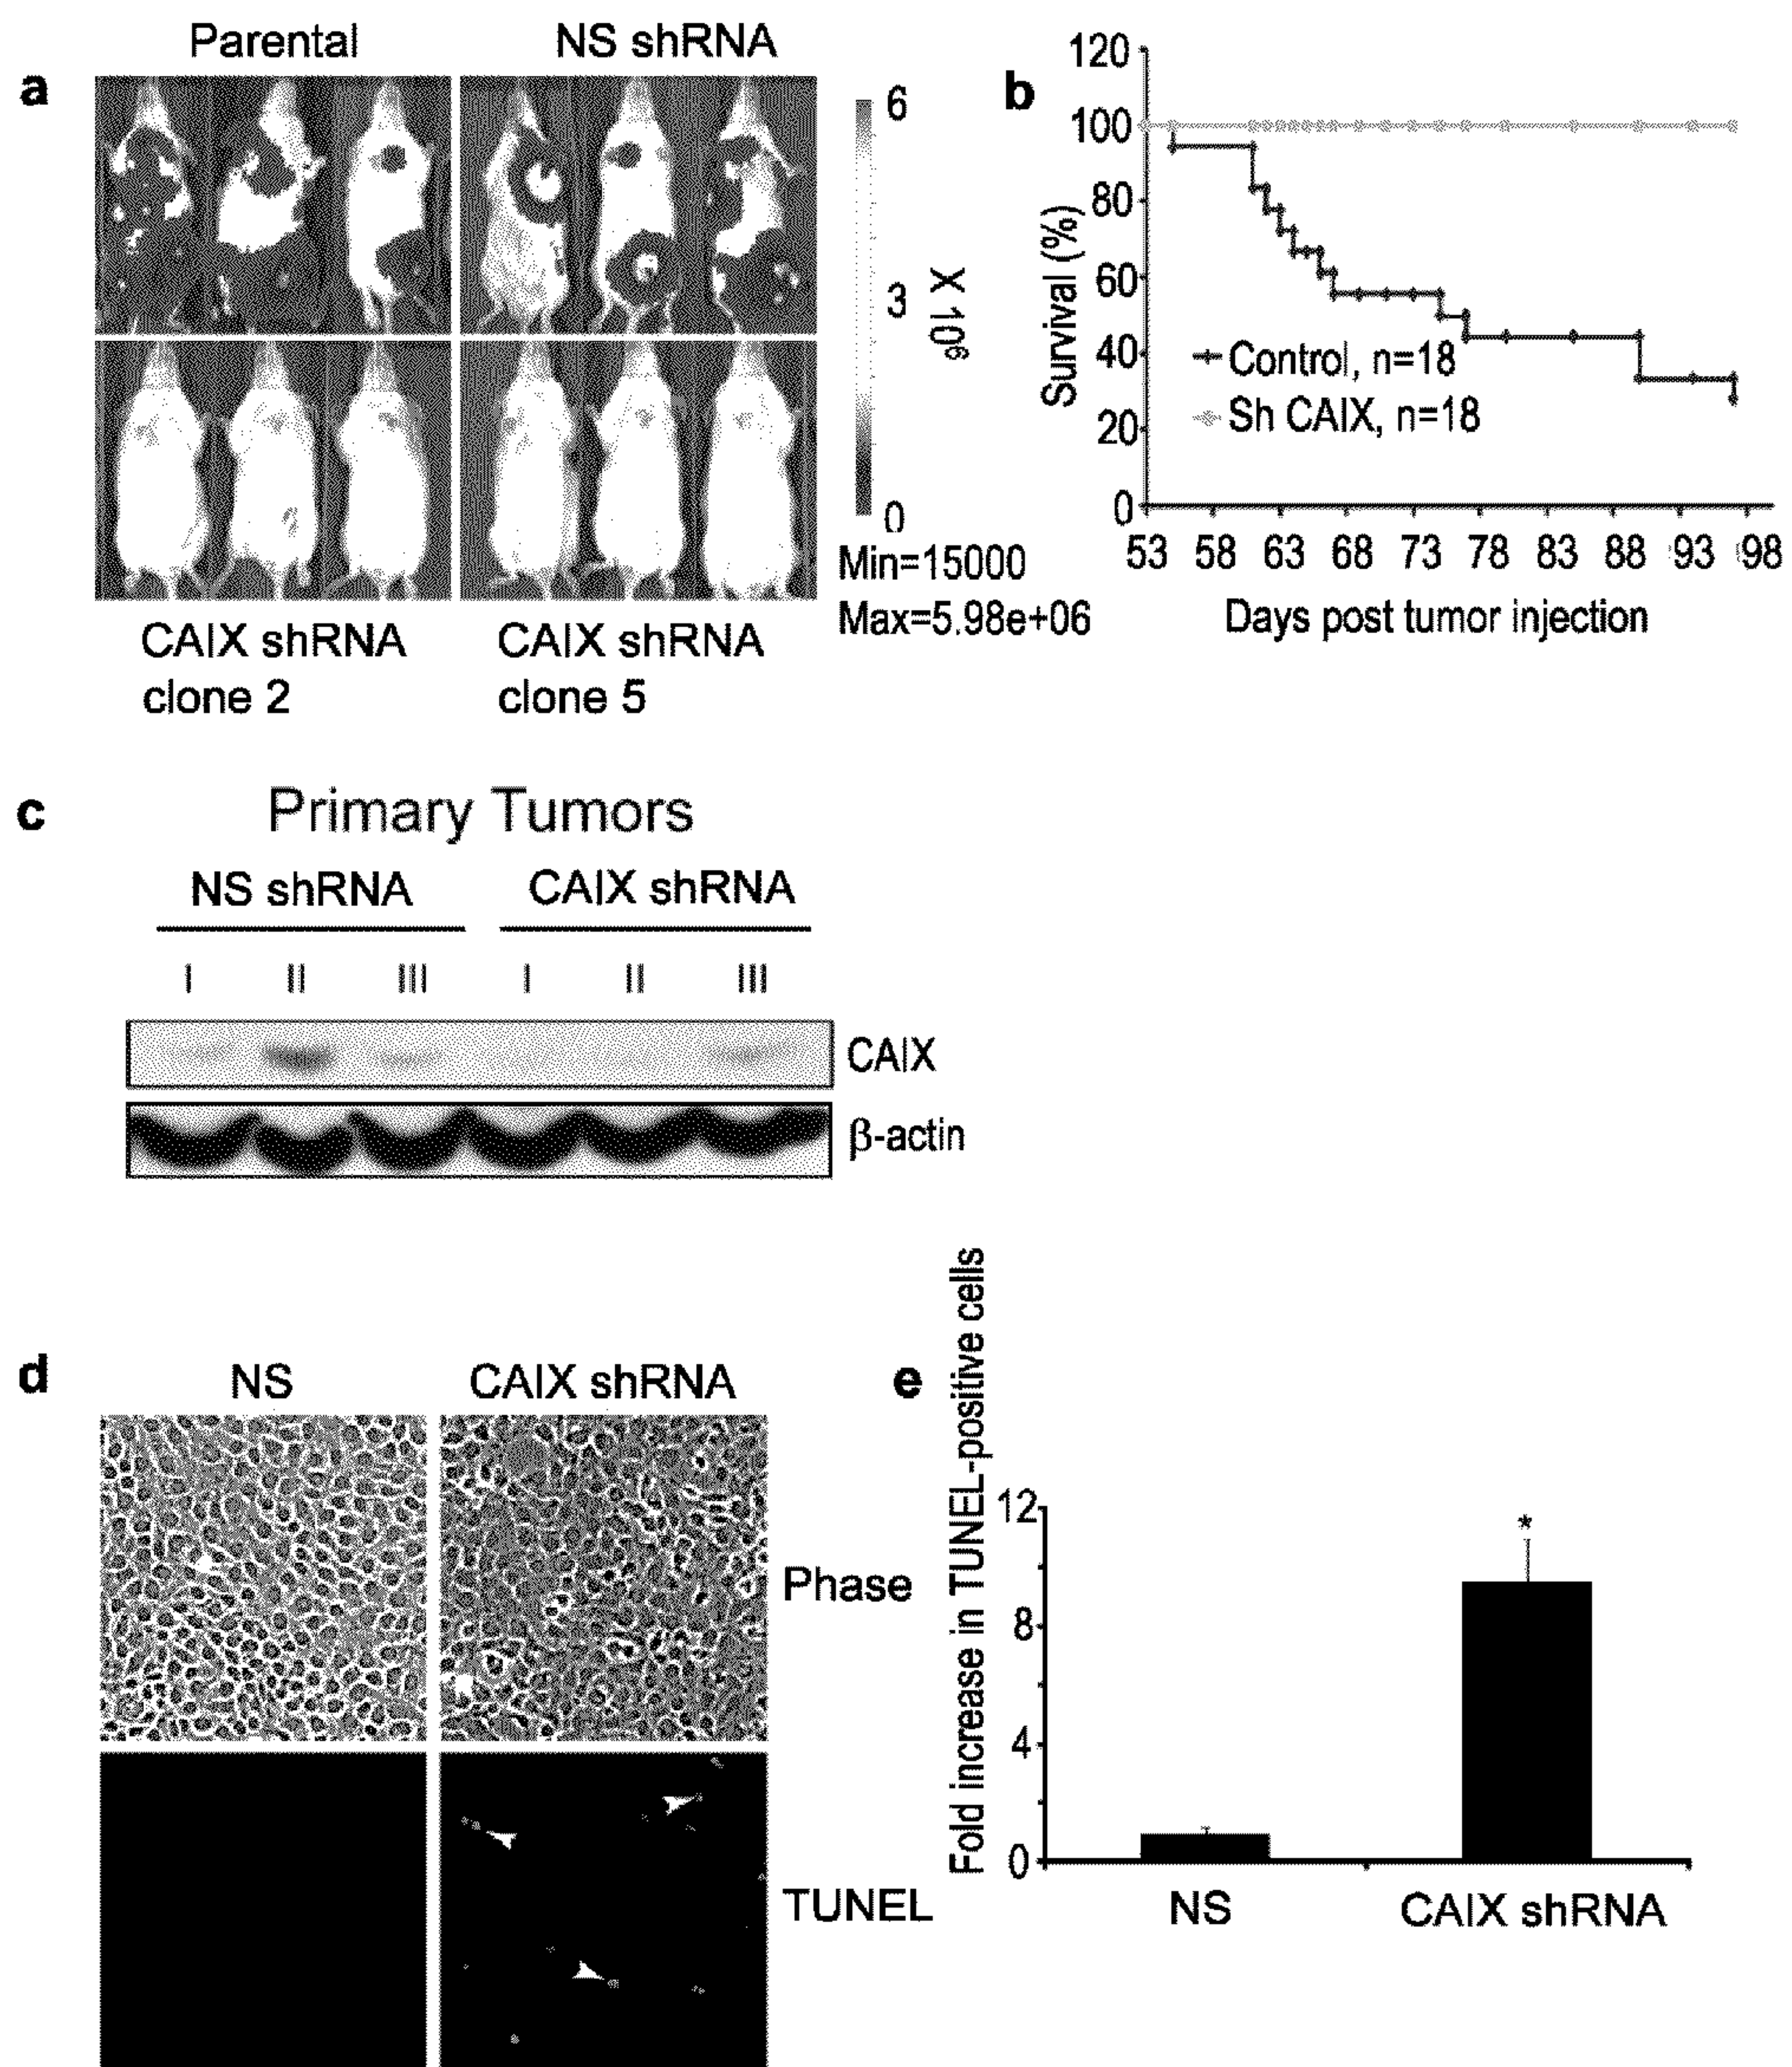 a
Parental
NS shRNA
6
3
0
X 10⁶
Min=15000
Max=5.98e+06
CAIX shRNA
clone 2
CAIX shRNA
clone 5
b
120
100
80
60
40
20
0
Survival (%)
Control, n=18
Sh CAIX, n=18
53 58 63 68 73 78 83 88 93 98
Days post tumor injection
c
Primary Tumors
NS shRNA
CAIX shRNA
I II III I II III
CAIX
β-actin
d
NS
CAIX shRNA
Phase
TUNEL
e
Fold increase in TUNEL-positive cells
12
8
4
0
*
NS
CAIX shRNA